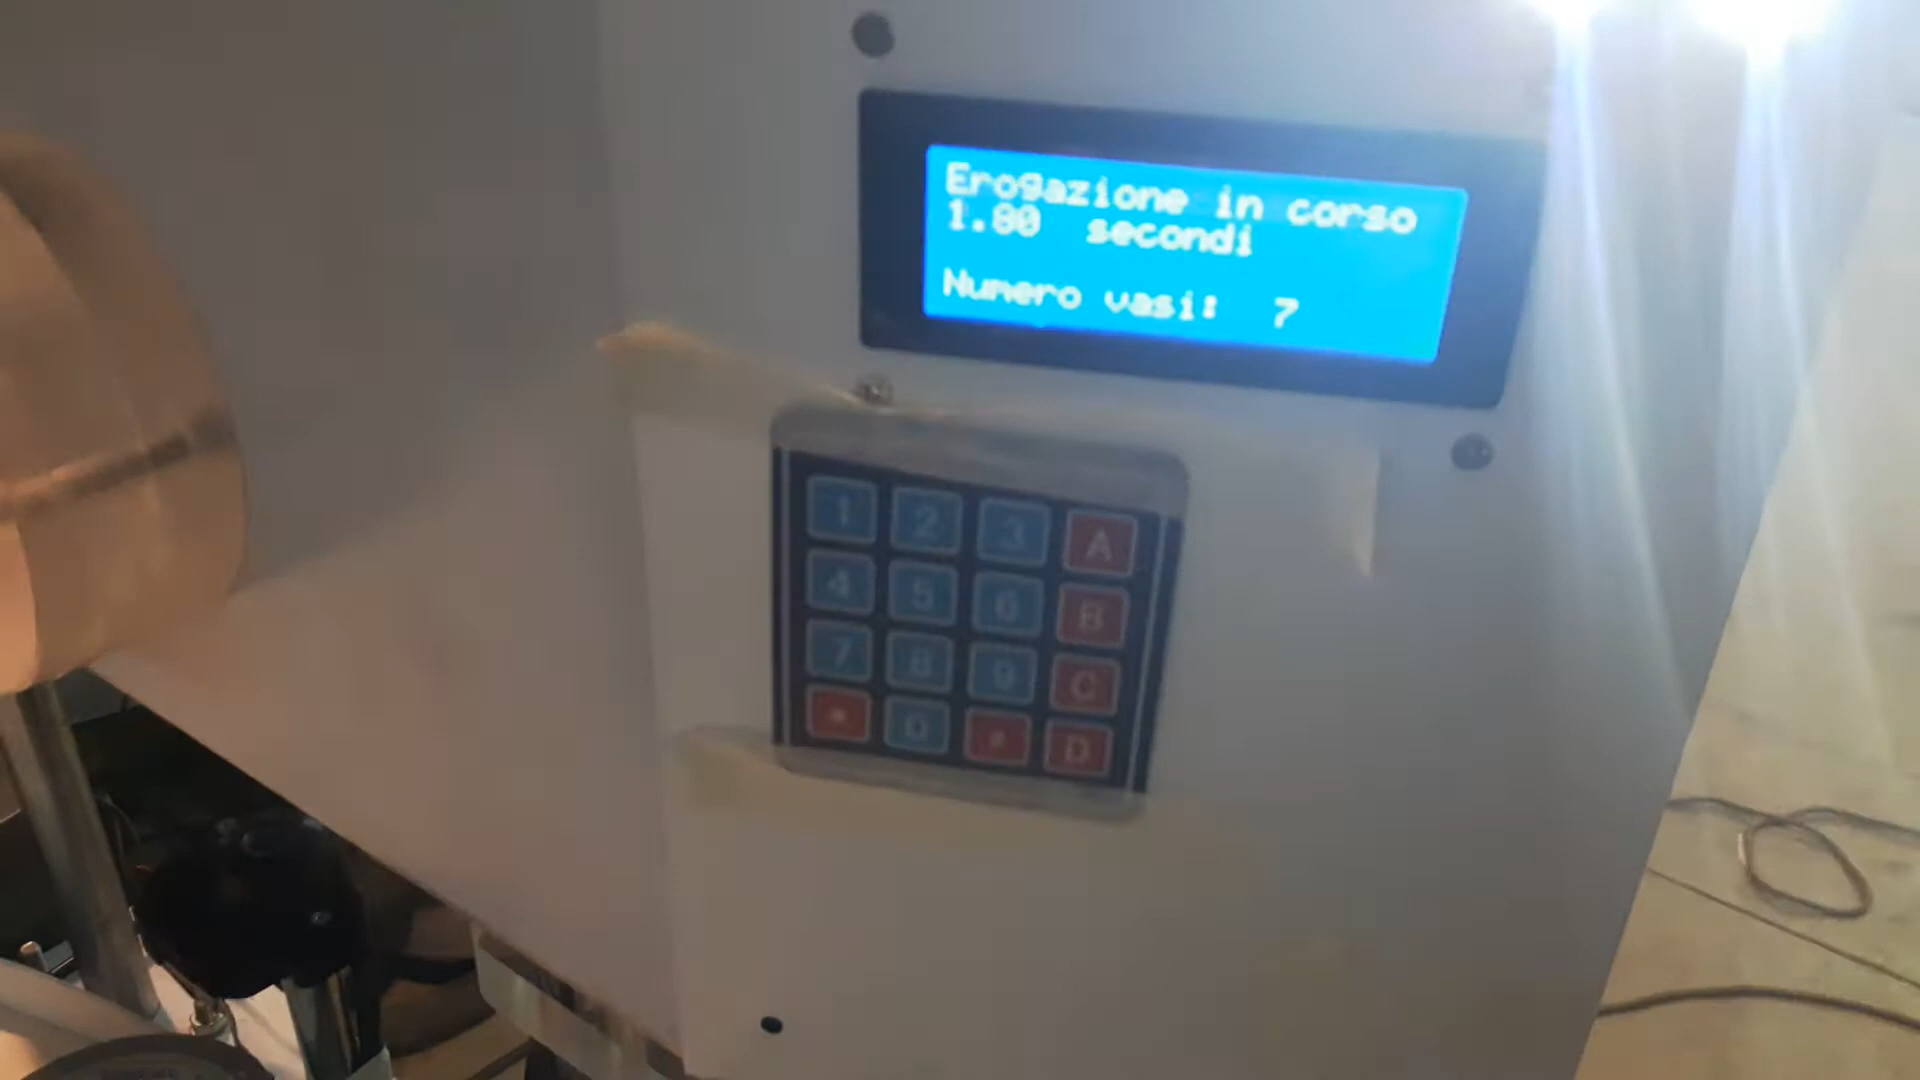 Erogazione in corso
1.80 secondi
Numero vasi: 7
1 2 3 A
4 5 6 B
7 8 9 C
* 0 # D